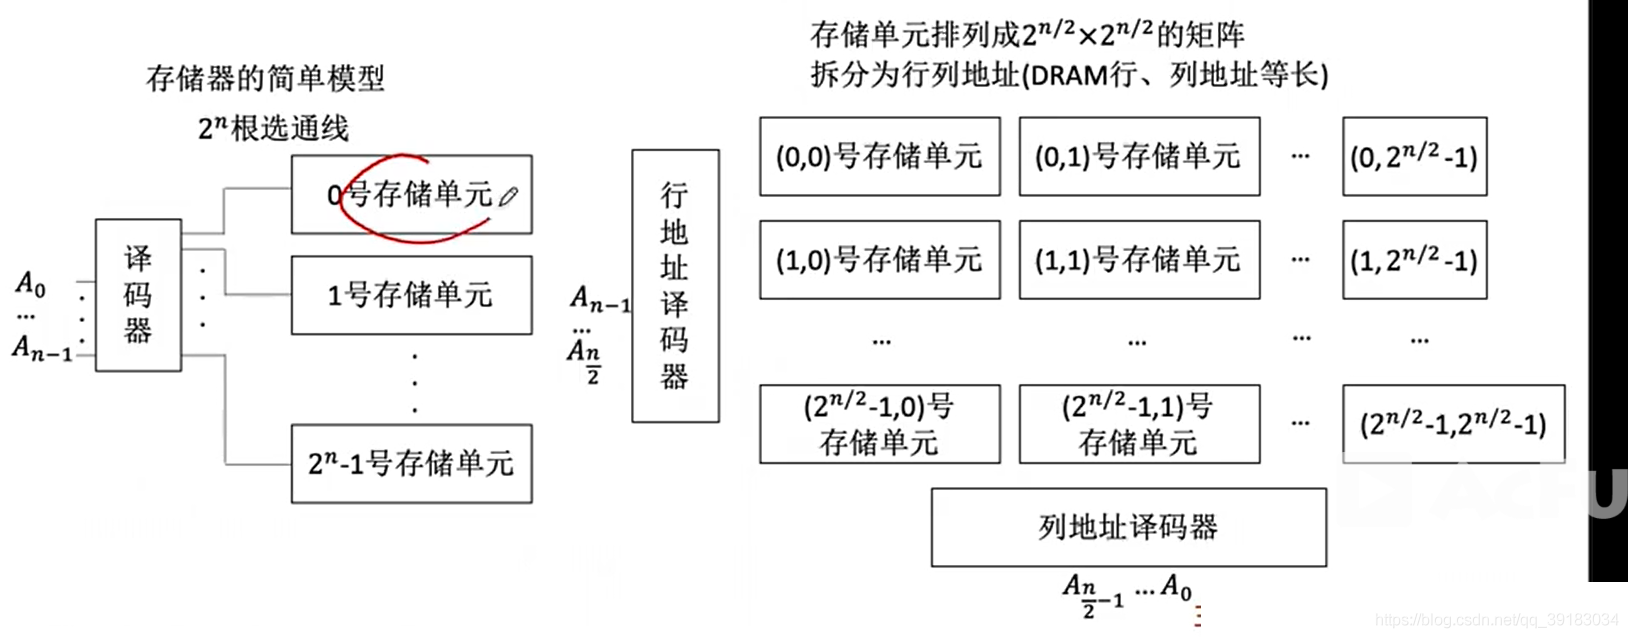 存储器的简单模型
2ⁿ根选通线
0号存储单元
1号存储单元
2ⁿ-1号存储单元
译码器
A₀
...
Aₙ₋₁
存储单元排列成2^{n/2}×2^{n/2}的矩阵
拆分为行列地址(DRAM行、列地址等长)
行地址译码器
A_{n-1}
...
A_{n/2}
(0,0)号存储单元 (0,1)号存储单元 ... (0,2^{n/2}-1)
(1,0)号存储单元 (1,1)号存储单元 ... (1,2^{n/2}-1)
... ... ... ...
(2^{n/2}-1,0)号存储单元 (2^{n/2}-1,1)号存储单元 ... (2^{n/2}-1,2^{n/2}-1)
列地址译码器
A_{n/2-1} ... A₀
AcFU
https://blog.csdn.net/qq_39183034